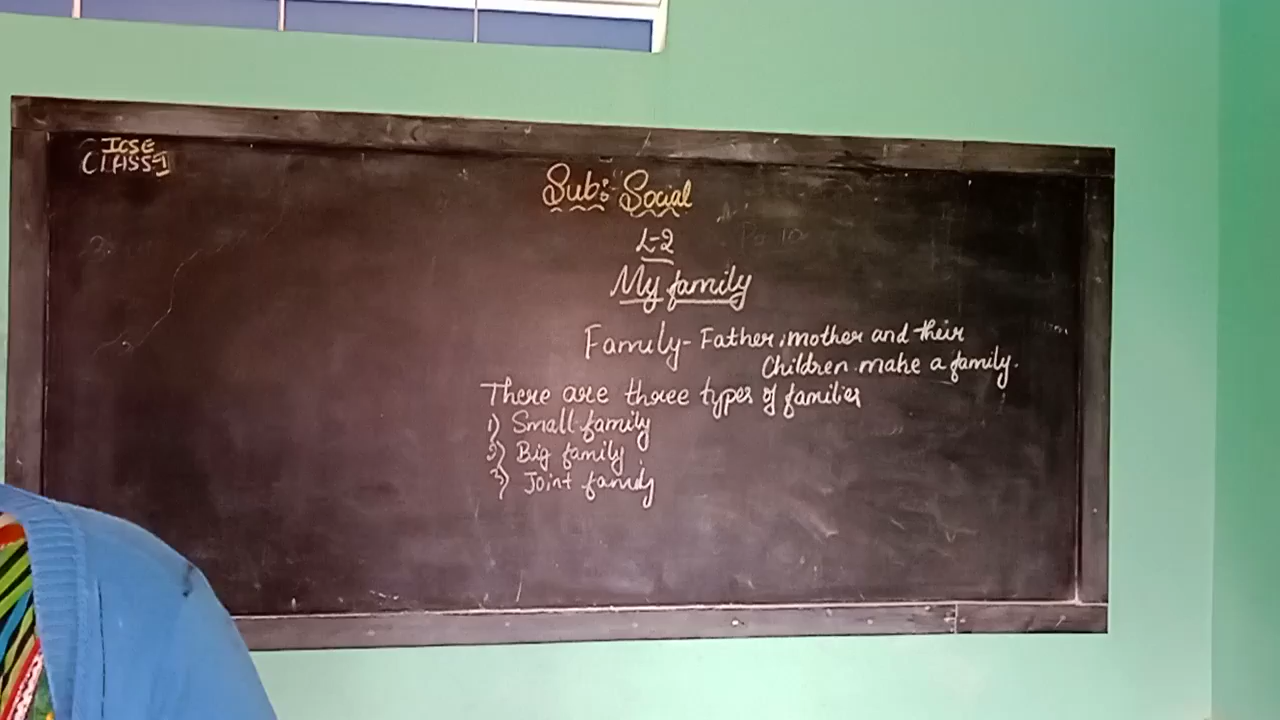 ICSE
CLASS-I
Sub:- Social
L-2
My family
Family - Father, mother and their
Children make a family.
There are three types of families
1) Small family
2) Big family
3) Joint family